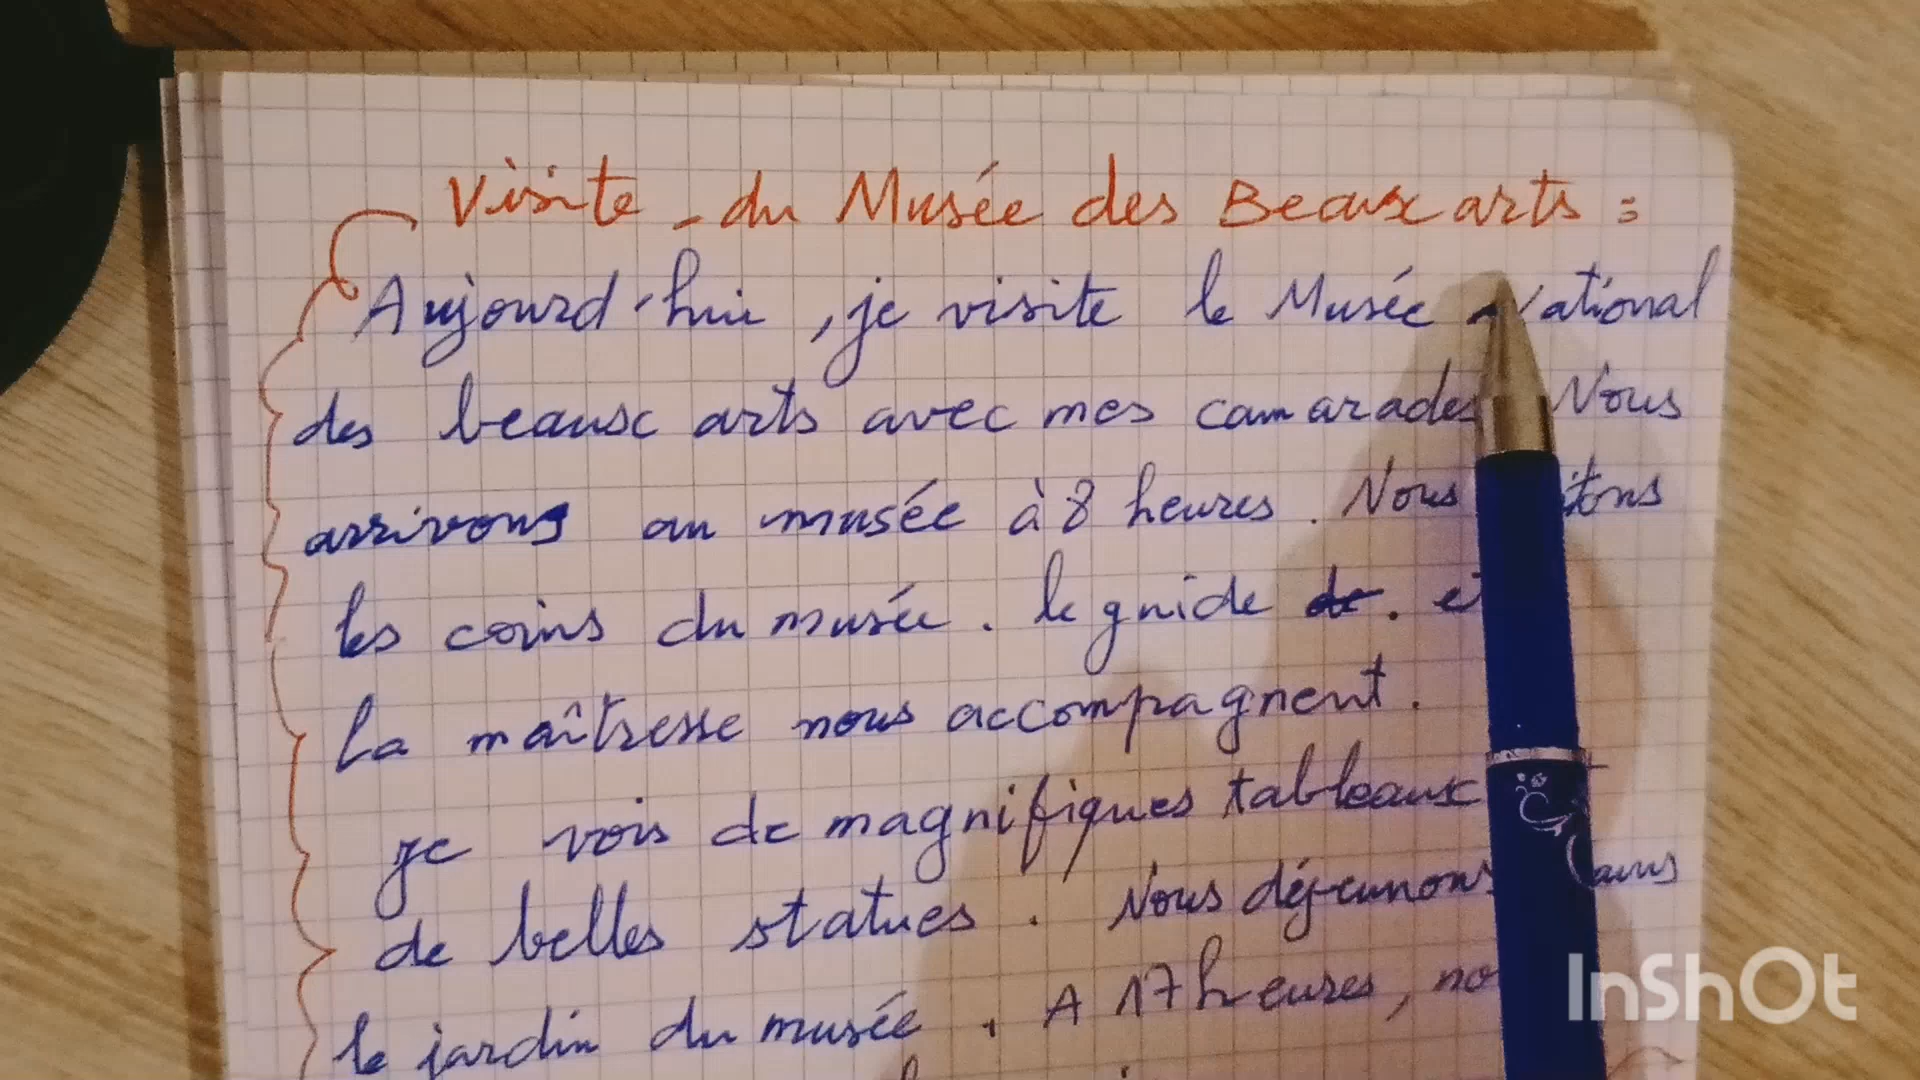 Visite du Musée des Beaux arts :
Aujourd'hui, je visite le Musée National
des beaux arts avec mes camarades Nous
arrivons au musée à 8 heures. Nous
les coins du musée. le guide et
la maîtresse nous accompagnent.
je vois de magnifiques tableaux
de belles statues. Nous déjeunons dans
le jardin du musée. A 17 heures,
InShOt